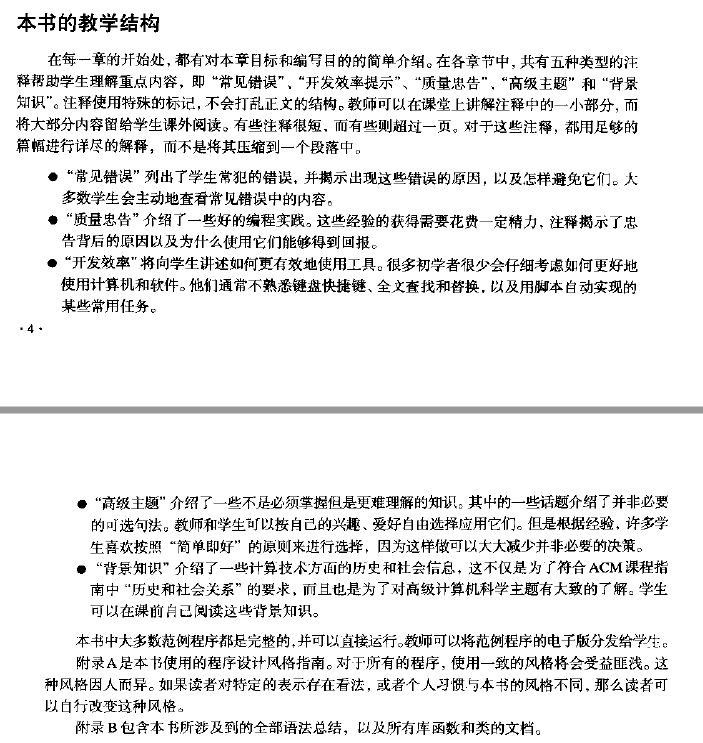 本书的教学结构
在每一章的开始处，都有对本章目标和编写目的的简单介绍。在各章节中，共有五种类型的注
释帮助学生理解重点内容，即“常见错误”、“开发效率提示”、“质量忠告”、“高级主题”和“背景
知识”。注释使用特殊的标记，不会打乱正文的结构。教师可以在课堂上讲解注释中的一小部分，而
将大部分内容留给学生课外阅读。有些注释很短，而有些则超过一页。对于这些注释，都用足够的
篇幅进行详尽的解释，而不是将其压缩到一个段落中。
●“常见错误”列出了学生常犯的错误，并揭示出现这些错误的原因，以及怎样避免它们。大
多数学生会主动地查看常见错误中的内容。
●“质量忠告”介绍了一些好的编程实践。这些经验的获得需要花费一定精力，注释揭示了忠
告背后的原因以及为什么使用它们能够得到回报。
●“开发效率”将向学生讲述如何更有效地使用工具。很多初学者很少会仔细考虑如何更好地
使用计算机和软件。他们通常不熟悉键盘快捷键、全文查找和替换，以及用脚本自动实现的
某些常用任务。
·4·
●“高级主题”介绍了一些不是必须掌握但是更难理解的知识。其中的一些话题介绍了并非必要
的可选句法。教师和学生可以按自己的兴趣、爱好自由选择应用它们。但是根据经验，许多学
生喜欢按照“简单即好”的原则来进行选择，因为这样做可以大大减少并非必要的决策。
●“背景知识”介绍了一些计算技术方面的历史和社会信息，这不仅是为了符合ACM课程指
南中“历史和社会关系”的要求，而且也是为了对高级计算机科学主题有大致的了解。学生
可以在课前自己阅读这些背景知识。
本书中大多数范例程序都是完整的，并可以直接运行。教师可以将范例程序的电子版分发给学生。
附录A是本书使用的程序设计风格指南。对于所有的程序，使用一致的风格将会受益匪浅。这
种风格因人而异。如果读者对特定的表示存在看法，或者个人习惯与本书的风格不同，那么读者可
以自行改变这种风格。
附录B包含本书所涉及到的全部语法总结，以及所有库函数和类的文档。